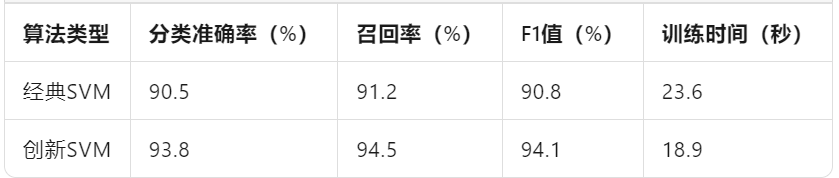 算法类型 分类准确率（%） 召回率（%） F1值（%） 训练时间（秒）
经典SVM 90.5 91.2 90.8 23.6
创新SVM 93.8 94.5 94.1 18.9